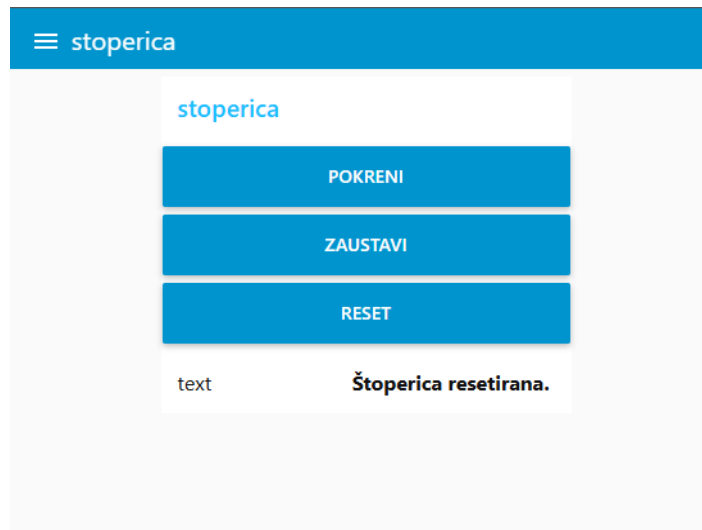 stoperica
stoperica
POKRENI
ZAUSTAVI
RESET
text Štoperica resetirana.